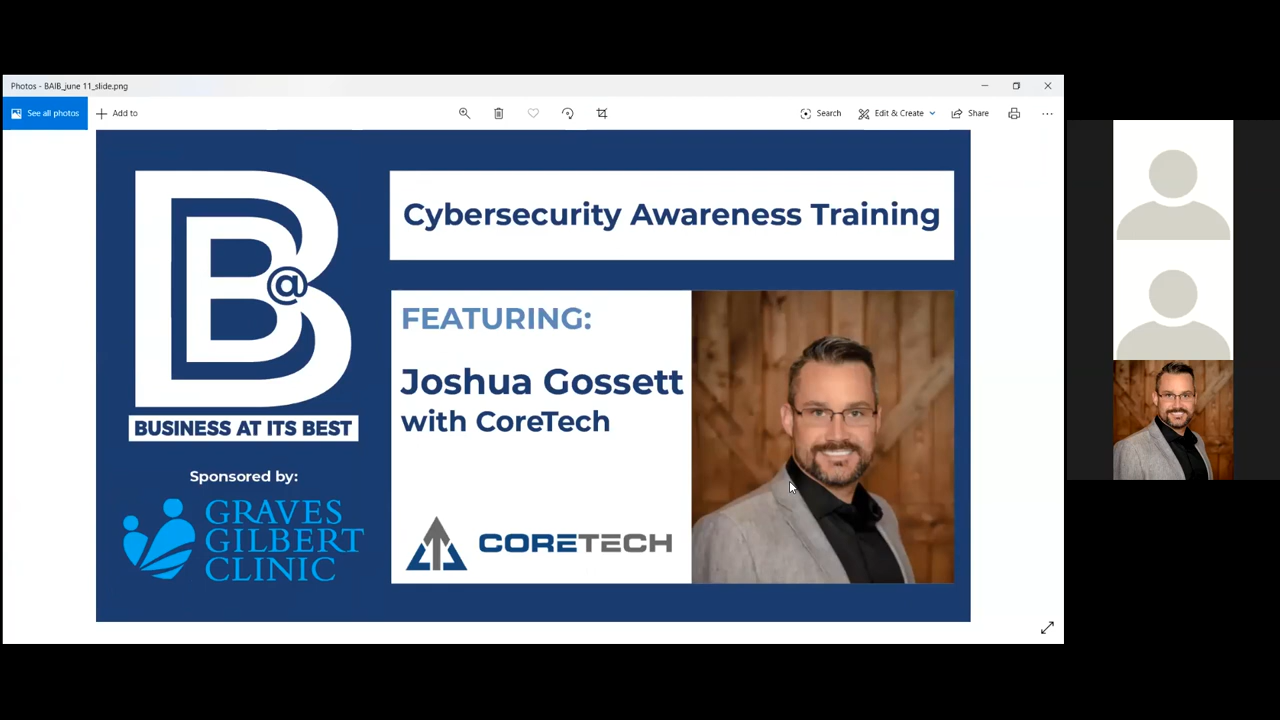 Photos - BAIB_june 11_slide.png
See all photos
Add to
Search
Edit & Create
Share
B
B
@
BUSINESS AT ITS BEST
Sponsored by:
GRAVES
GILBERT
CLINIC
Cybersecurity Awareness Training
FEATURING:
Joshua Gossett
with CoreTech
CORETECH